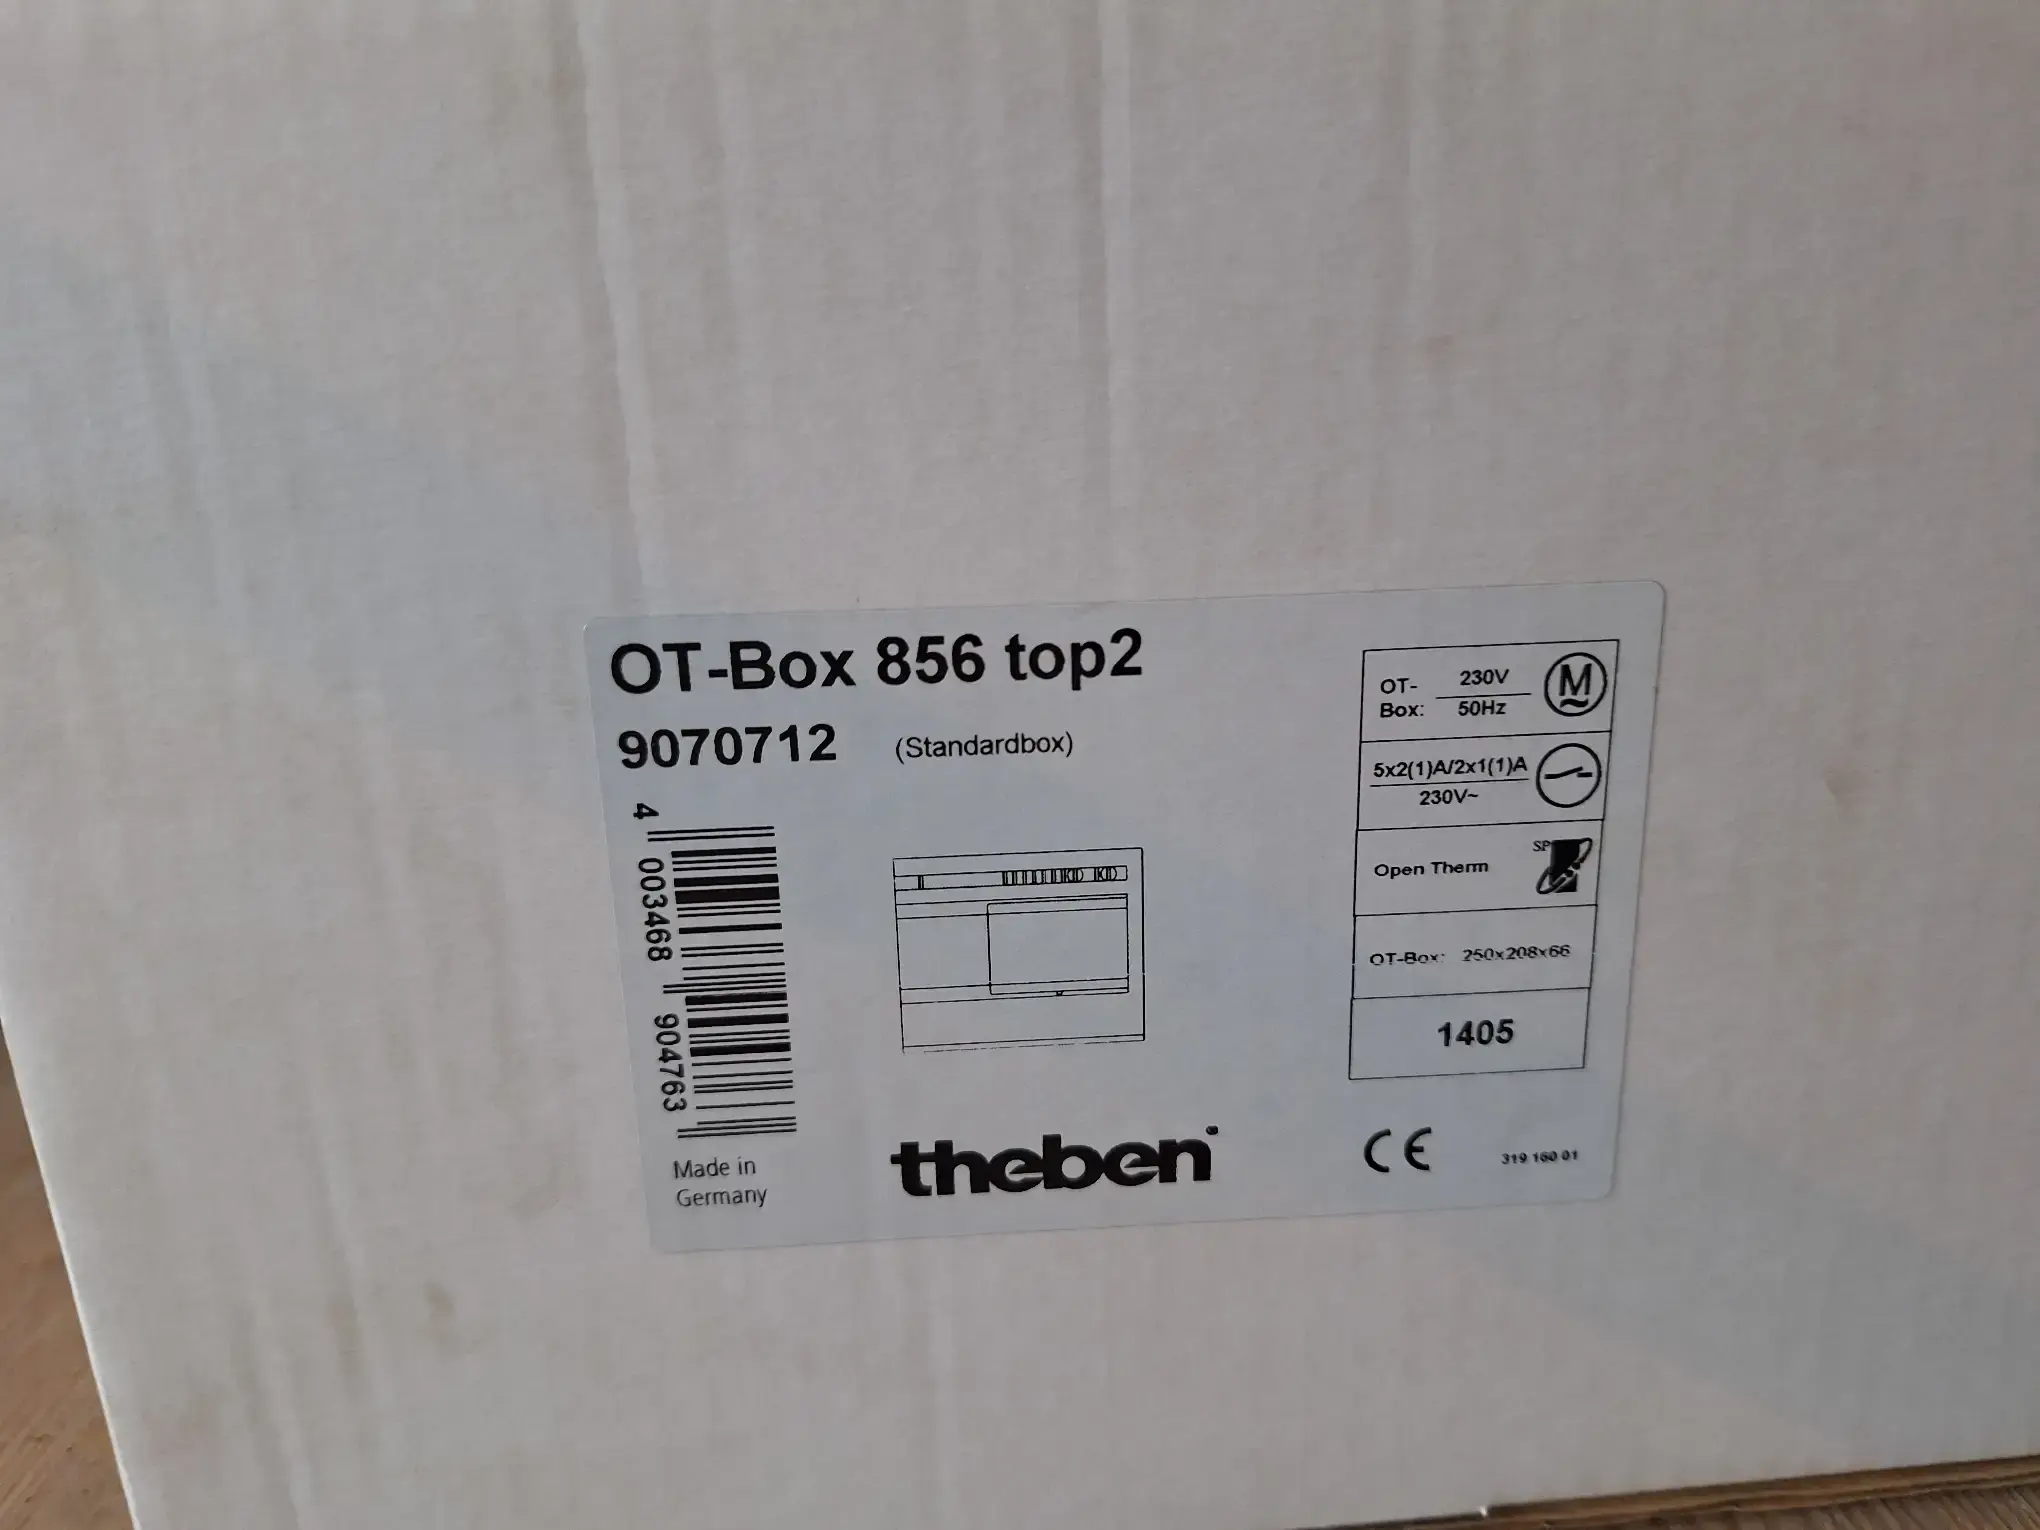 OT-Box 856 top2
9070712 (Standardbox)
4 003468 904763
Made in
Germany
theben
OT-
Box:
230V
50Hz
M
5x2(1)A/2x1(1)A
230V~
Open Therm
SP
OT-Box: 250x208x66
1405
CE
319 160 01